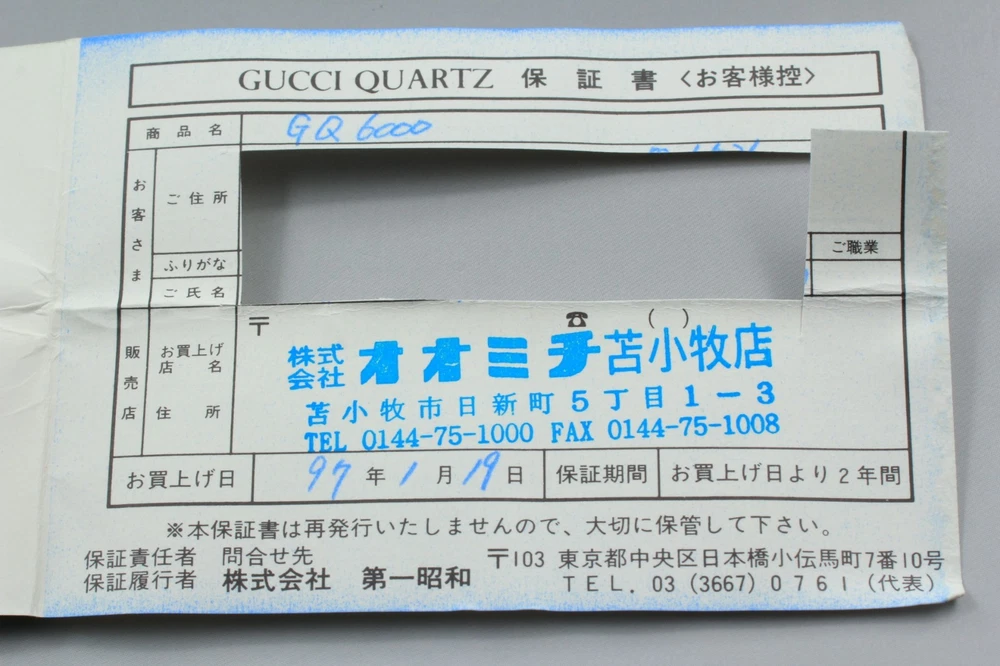 GUCCI QUARTZ 保証書〈お客様控〉
商品名 GQ 6000
お客さま
ご住所
ご職業
ふりがな
ご氏名
〒 ☎ ( )
販売店
お買上げ店名
株式会社 オオミチ 苫小牧店
住所
苫小牧市日新町5丁目1-3
TEL 0144-75-1000 FAX 0144-75-1008
お買上げ日 97年1月19日 保証期間 お買上げ日より2年間
※本保証書は再発行いたしませんので、大切に保管して下さい。
保証責任者 問合せ先 〒103 東京都中央区日本橋小伝馬町7番10号
保証履行者 株式会社 第一昭和 TEL. 03 (3667) 0761 (代表)